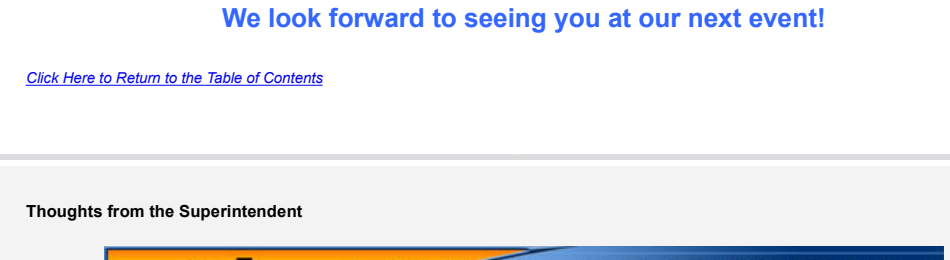 We look forward to seeing you at our next event!
Click Here to Return to the Table of Contents
Thoughts from the Superintendent